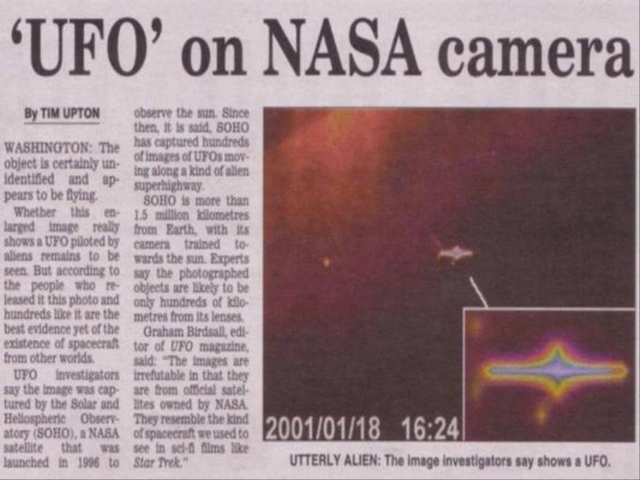 'UFO' on NASA camera
By TIM UPTON
WASHINGTON: The
object is certainly un-
identified and ap-
pears to be flying.
Whether this en-
larged image really
shows a UFO piloted by
aliens remains to be
seen. But according to
the people who re-
leased it this photo and
hundreds like it are the
best evidence yet of the
existence of spacecraft
from other worlds.
UFO investigators
say the image was cap-
tured by the Solar and
Heliospheric Observ-
atory (SOHO), a NASA
satellite that was
launched in 1996 to
observe the sun. Since
then, it is said, SOHO
has captured hundreds
of images of UFOs mov-
ing along a kind of alien
superhighway.
SOHO is more than
1.5 million kilometres
from Earth, with its
camera trained to-
wards the sun. Experts
say the photographed
objects are likely to be
only hundreds of kilo-
metres from its lenses.
Graham Birdsall, edi-
tor of UFO magazine,
said: "The images are
irrefutable in that they
are from official satel-
lites owned by NASA.
They resemble the kind
of spacecraft we used to
see in sci-fi films like
Star Trek."
2001/01/18 16:24
UTTERLY ALIEN: The image investigators say shows a UFO.